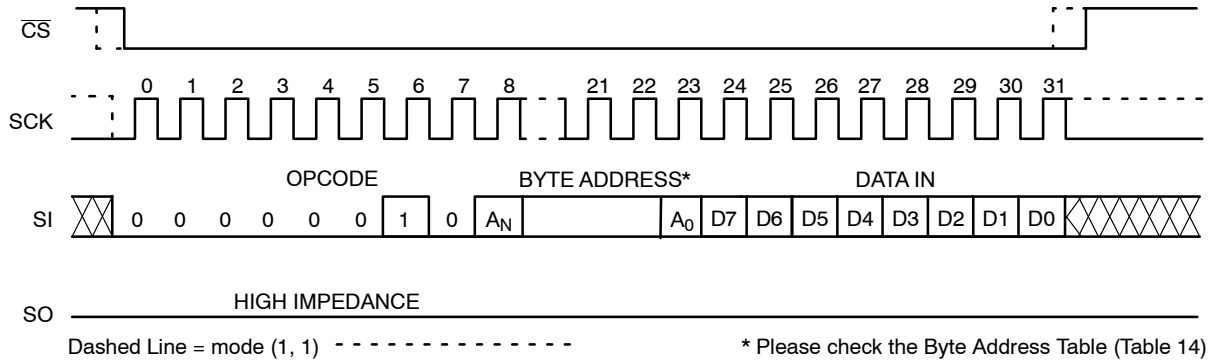 CS
0 1 2 3 4 5 6 7 8 21 22 23 24 25 26 27 28 29 30 31
SCK
OPCODE BYTE ADDRESS* DATA IN
SI 0 0 0 0 0 0 1 0 AN A0 D7 D6 D5 D4 D3 D2 D1 D0
HIGH IMPEDANCE
SO
Dashed Line = mode (1, 1) * Please check the Byte Address Table (Table 14)